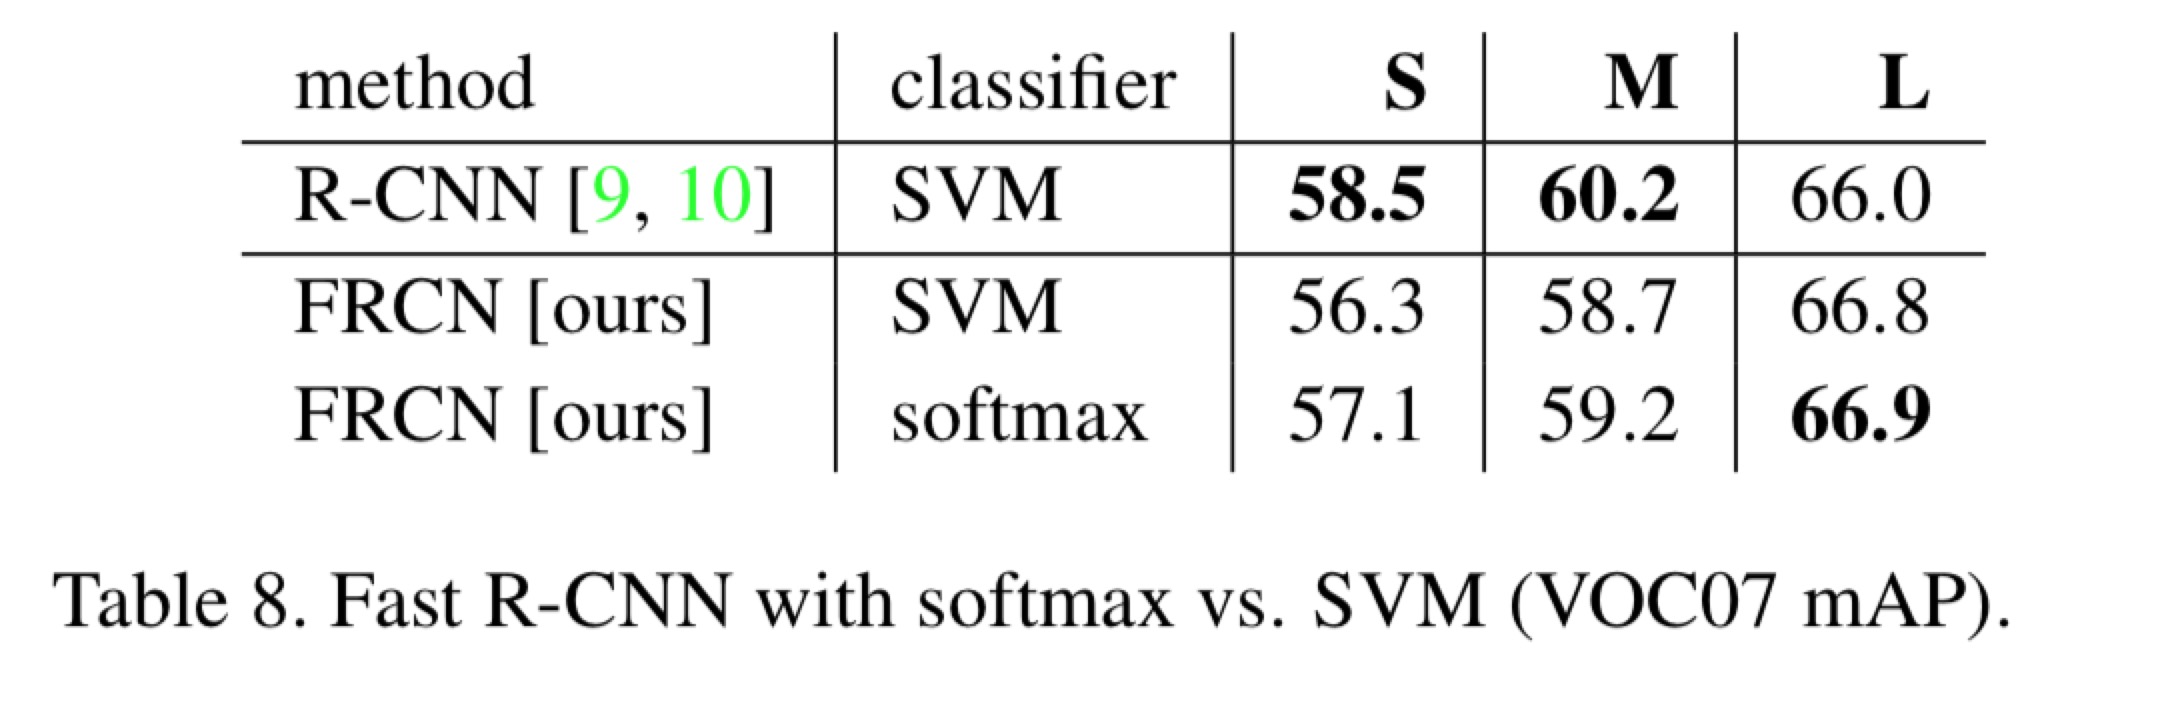 method classifier S M L
R-CNN [9, 10] SVM 58.5 60.2 66.0
FRCN [ours] SVM 56.3 58.7 66.8
FRCN [ours] softmax 57.1 59.2 66.9
Table 8. Fast R-CNN with softmax vs. SVM (VOC07 mAP).